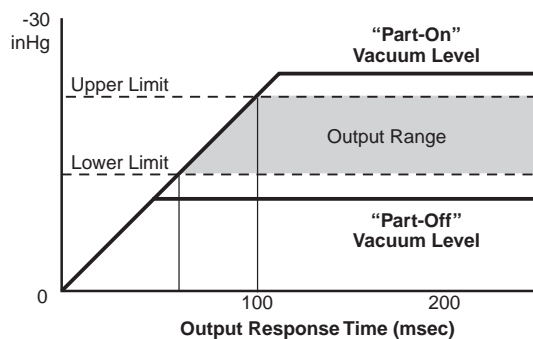 -30
inHg
“Part-On”
Vacuum Level
Upper Limit
Output Range
Lower Limit
“Part-Off”
Vacuum Level
0
100
200
Output Response Time (msec)